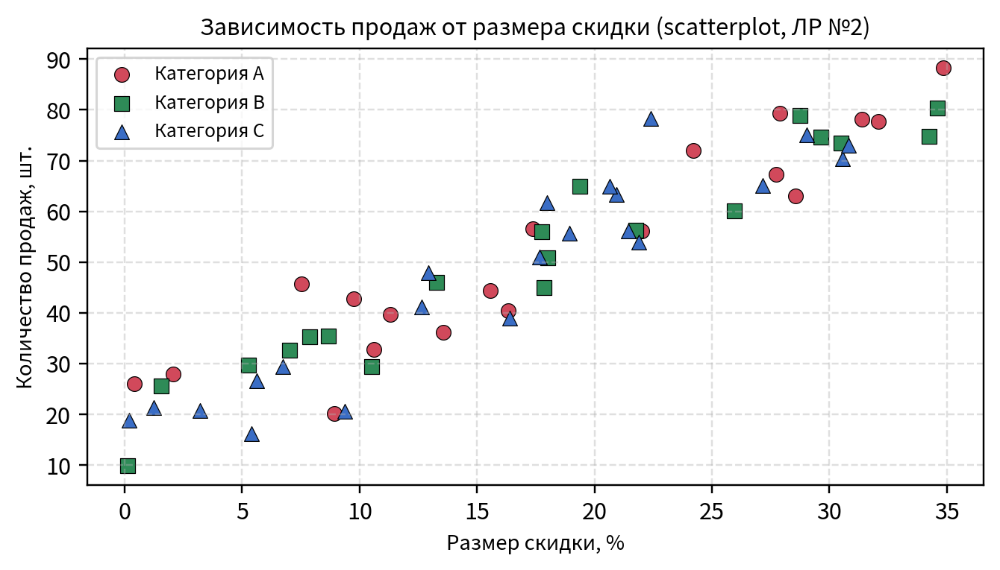 Зависимость продаж от размера скидки (scatterplot, ЛР №2)
Категория A
Категория B
Категория C
Количество продаж, шт.
90
80
70
60
50
40
30
20
10
0 5 10 15 20 25 30 35
Размер скидки, %